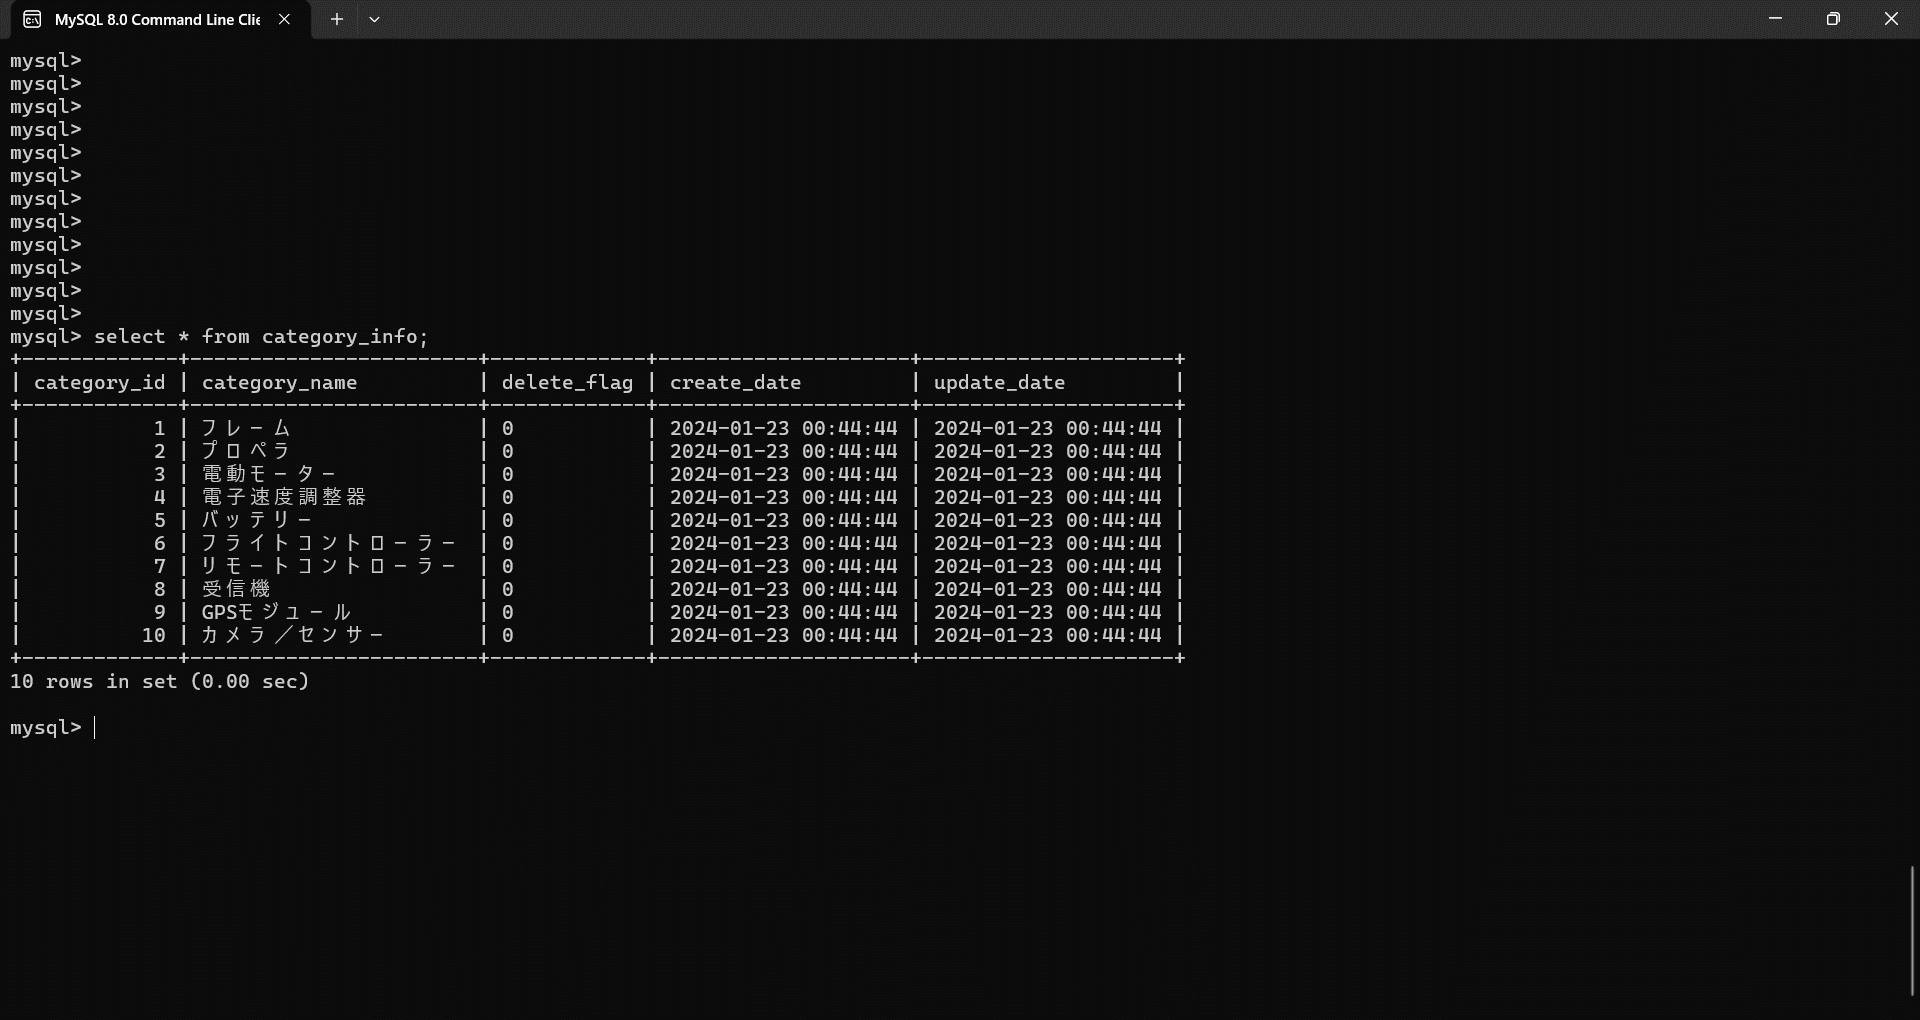 MySQL 8.0 Command Line Clie
mysql>
mysql>
mysql>
mysql>
mysql>
mysql>
mysql>
mysql>
mysql>
mysql>
mysql>
mysql>
mysql> select * from category_info;
+-------------+------------------------+-------------+---------------------+---------------------+
| category_id | category_name          | delete_flag | create_date         | update_date         |
+-------------+------------------------+-------------+---------------------+---------------------+
|           1 | フレーム               | 0           | 2024-01-23 00:44:44 | 2024-01-23 00:44:44 |
|           2 | プロペラ               | 0           | 2024-01-23 00:44:44 | 2024-01-23 00:44:44 |
|           3 | 電動モーター           | 0           | 2024-01-23 00:44:44 | 2024-01-23 00:44:44 |
|           4 | 電子速度調整器         | 0           | 2024-01-23 00:44:44 | 2024-01-23 00:44:44 |
|           5 | バッテリー             | 0           | 2024-01-23 00:44:44 | 2024-01-23 00:44:44 |
|           6 | フライトコントローラー | 0           | 2024-01-23 00:44:44 | 2024-01-23 00:44:44 |
|           7 | リモートコントローラー | 0           | 2024-01-23 00:44:44 | 2024-01-23 00:44:44 |
|           8 | 受信機                 | 0           | 2024-01-23 00:44:44 | 2024-01-23 00:44:44 |
|           9 | GPSモジュール          | 0           | 2024-01-23 00:44:44 | 2024-01-23 00:44:44 |
|          10 | カメラ／センサー       | 0           | 2024-01-23 00:44:44 | 2024-01-23 00:44:44 |
+-------------+------------------------+-------------+---------------------+---------------------+
10 rows in set (0.00 sec)
mysql>